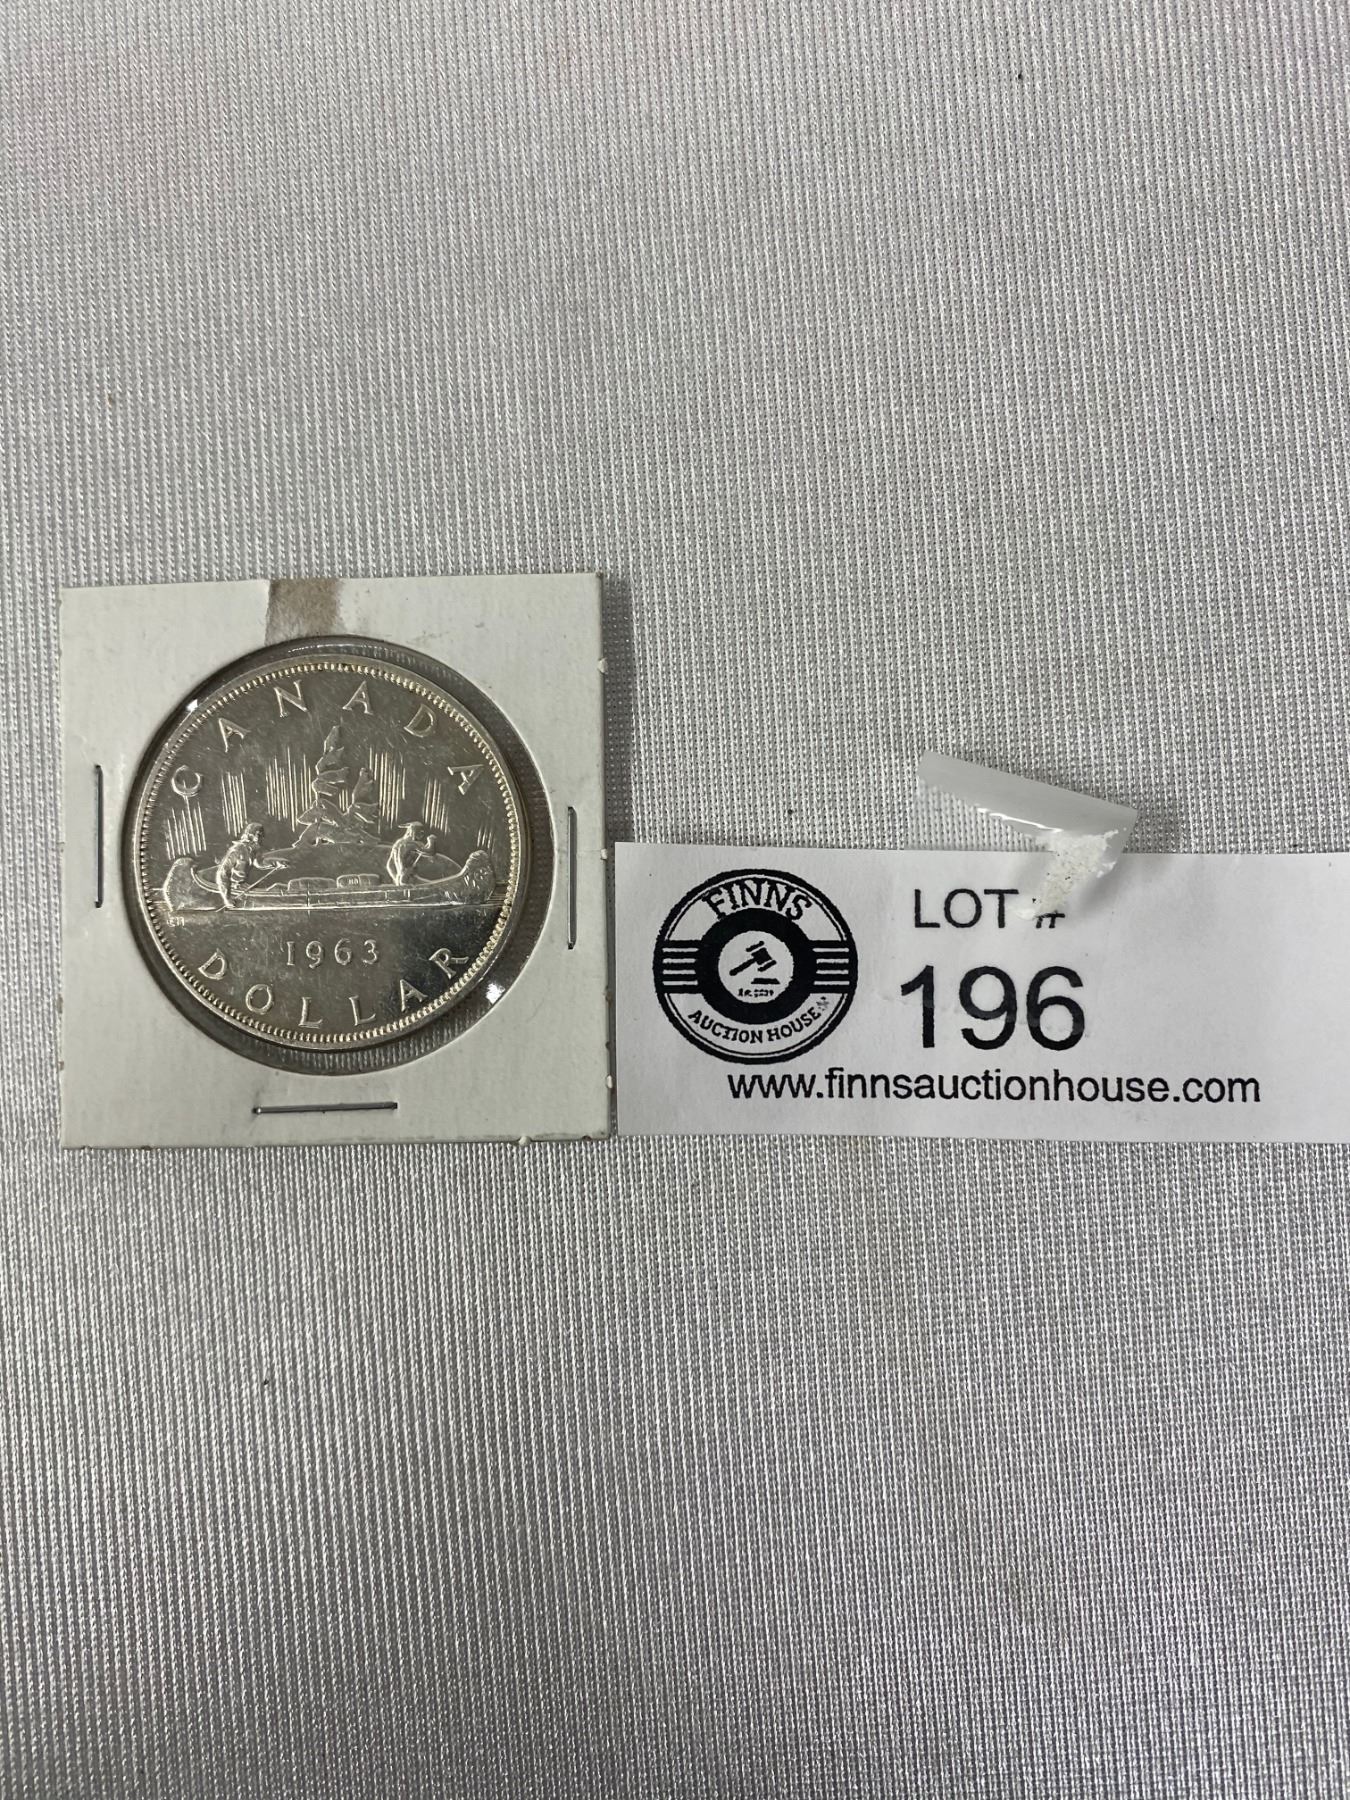 CANADA
1963
DOLLAR
FINNS
AUCTION HOUSE
LOT #
196
www.finnsauctionhouse.com